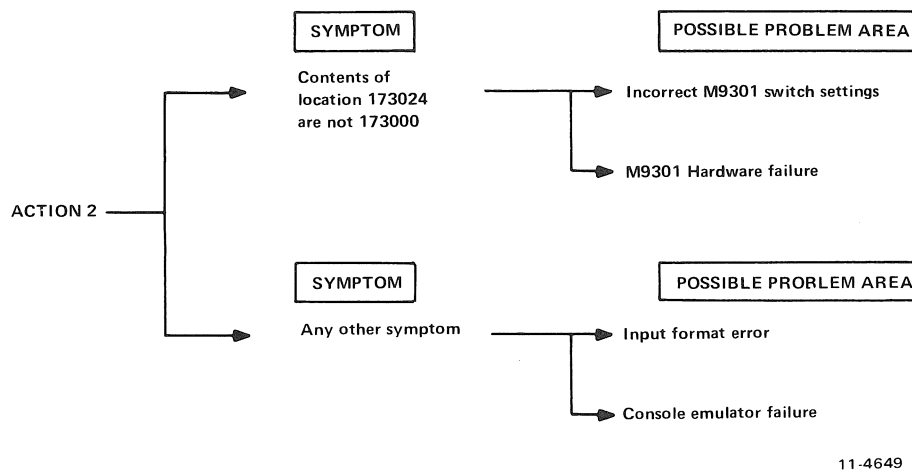 SYMPTOM
POSSIBLE PROBLEM AREA
Contents of
location 173024
are not 173000
Incorrect M9301 switch settings
M9301 Hardware failure
ACTION 2
SYMPTOM
POSSIBLE PRORLEM AREA
Any other symptom
Input format error
Console emulator failure
11-4649